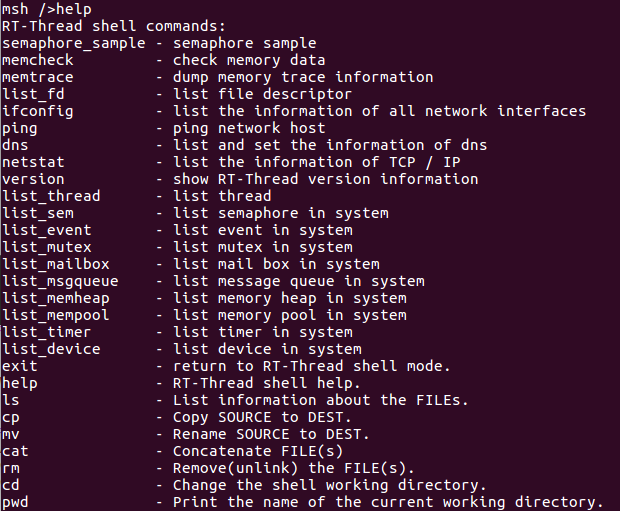 msh />help
RT-Thread shell commands:
semaphore_sample - semaphore sample
memcheck         - check memory data
memtrace         - dump memory trace information
list_fd          - list file descriptor
ifconfig         - list the information of all network interfaces
ping             - ping network host
dns              - list and set the information of dns
netstat          - list the information of TCP / IP
version          - show RT-Thread version information
list_thread      - list thread
list_sem         - list semaphore in system
list_event       - list event in system
list_mutex       - list mutex in system
list_mailbox     - list mail box in system
list_msgqueue    - list message queue in system
list_memheap     - list memory heap in system
list_mempool     - list memory pool in system
list_timer       - list timer in system
list_device      - list device in system
exit             - return to RT-Thread shell mode.
help             - RT-Thread shell help.
ls               - List information about the FILEs.
cp               - Copy SOURCE to DEST.
mv               - Rename SOURCE to DEST.
cat              - Concatenate FILE(s)
rm               - Remove(unlink) the FILE(s).
cd               - Change the shell working directory.
pwd              - Print the name of the current working directory.